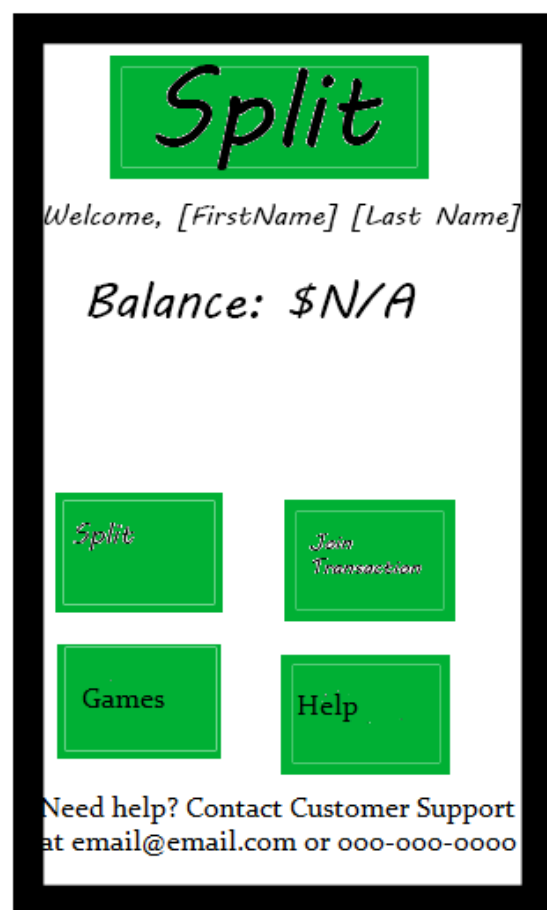 Split
Welcome, [FirstName] [Last Name]
Balance: $N/A
Split
Join
Transaction
Games
Help
Need help? Contact Customer Support
at email@email.com or 000-000-0000